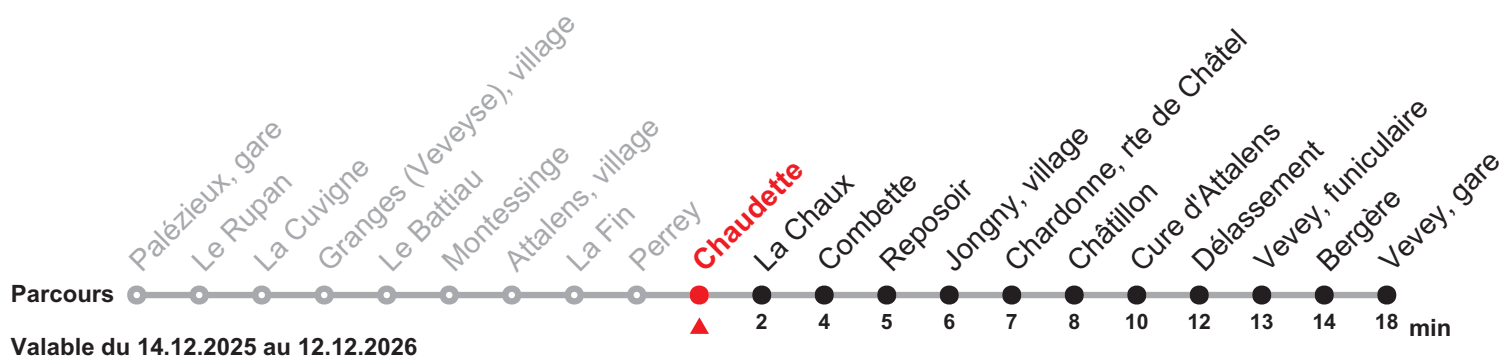 Palézieux, gare
Le Rupan
La Cuvigne
Granges (Veveyse), village
Le Battiau
Montessinge
Attalens, village
La Fin
Perrey
Chaudette
La Chaux
Combette
Reposoir
Jongny, village
Chardonne, rte de Châtel
Châtillon
Cure d'Attalens
Délassement
Vevey, funiculaire
Bergère
Vevey, gare
Parcours
2 4 5 6 7 8 10 12 13 14 18 min
Valable du 14.12.2025 au 12.12.2026